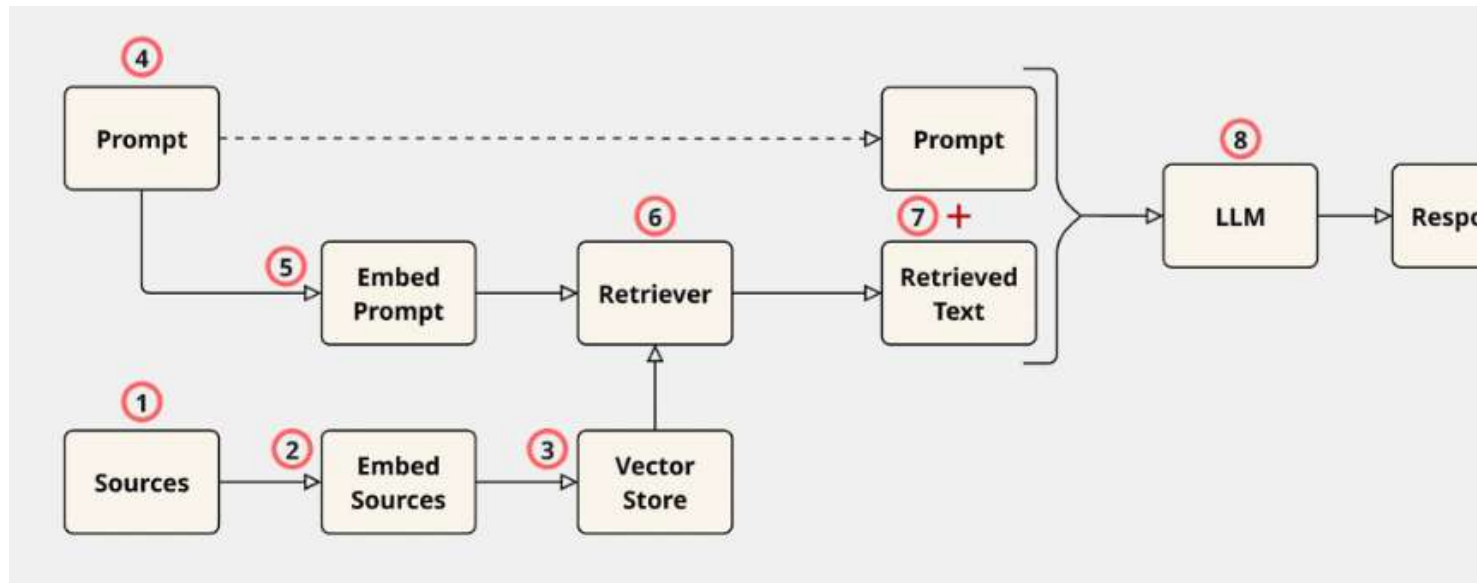 4
Prompt
Prompt
8
6
7 +
LLM
Respo
5
Embed
Prompt
Retriever
Retrieved
Text
1
2
3
Sources
Embed
Sources
Vector
Store